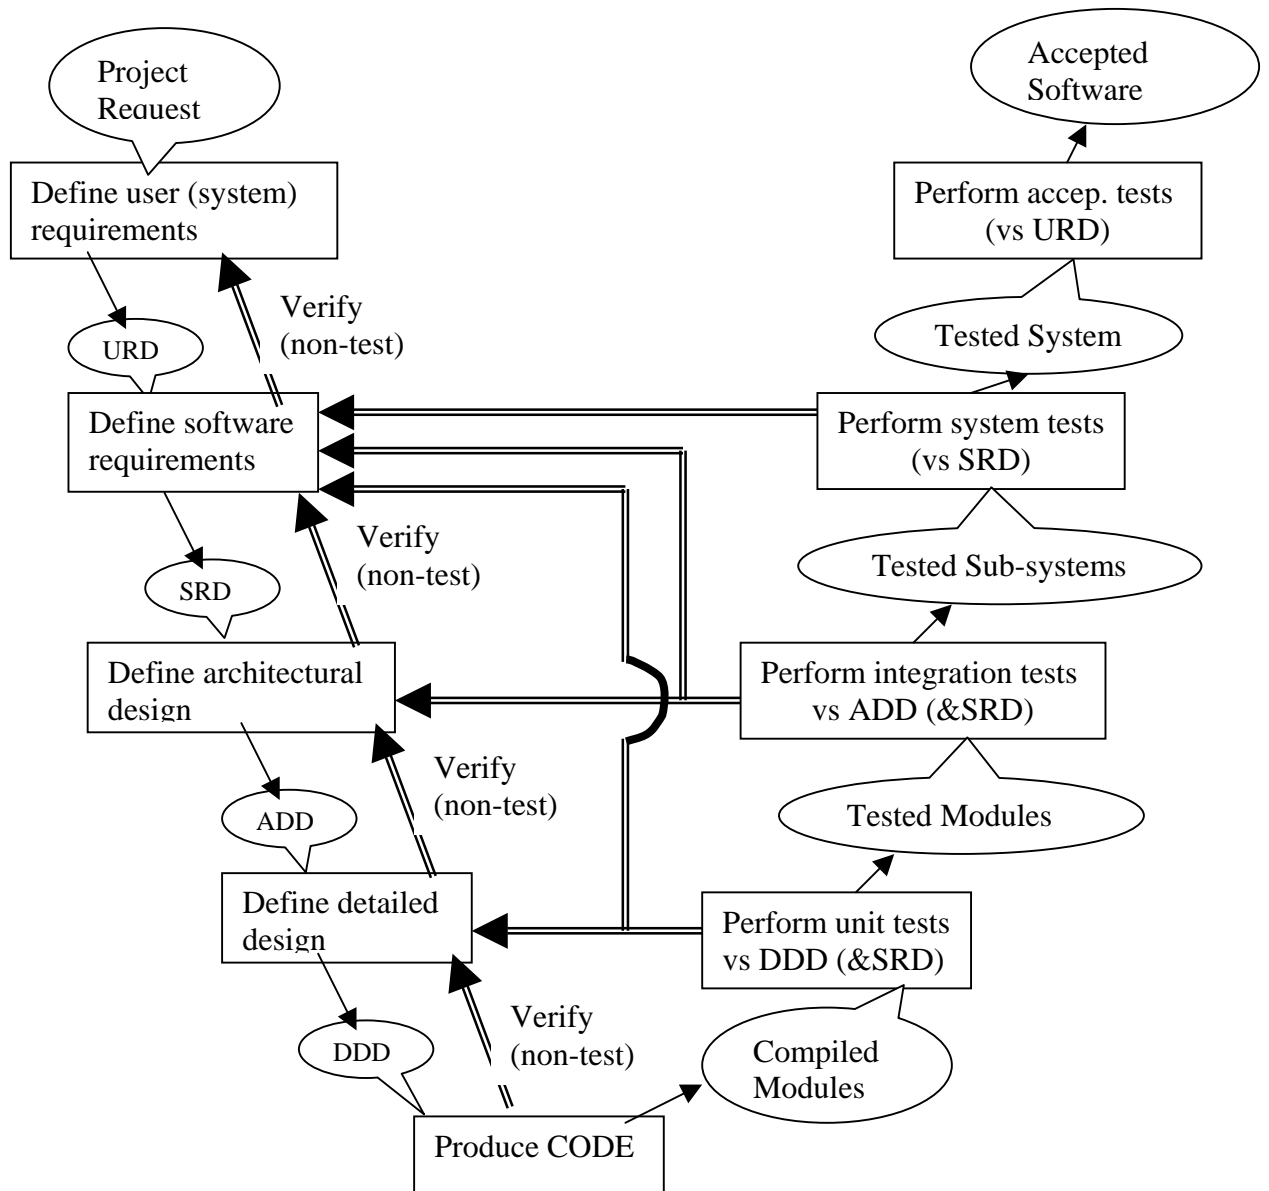 Project
Request
Accepted
Software
Define user (system)
requirements
Perform accep. tests
(vs URD)
Verify
(non-test)
URD
Tested System
Define software
requirements
Perform system tests
(vs SRD)
Verify
(non-test)
SRD
Tested Sub-systems
Define architectural
design
Perform integration tests
vs ADD (&SRD)
Verify
(non-test)
ADD
Tested Modules
Define detailed
design
Perform unit tests
vs DDD (&SRD)
Verify
(non-test)
DDD
Compiled
Modules
Produce CODE